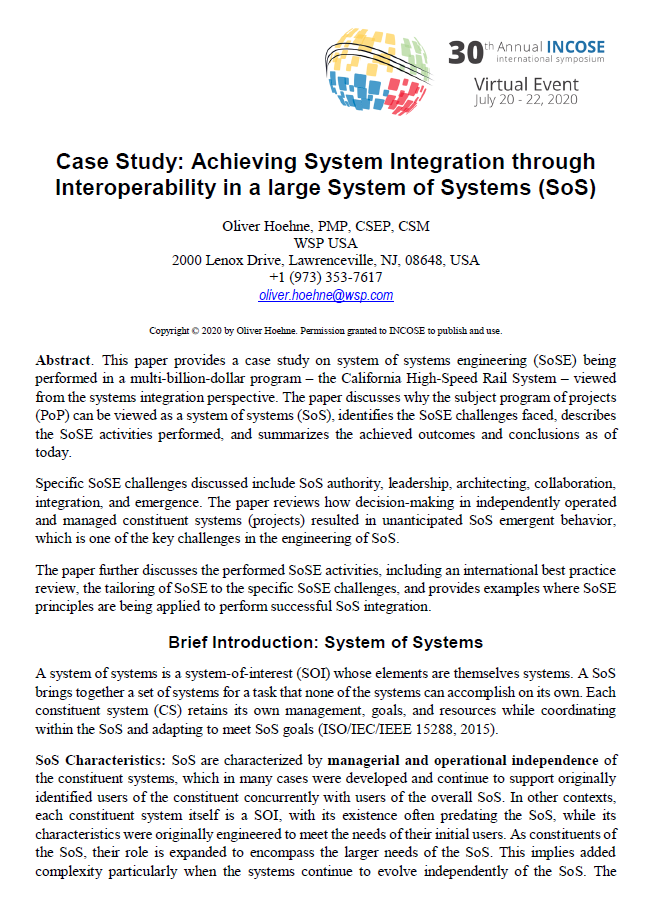 30th Annual INCOSE
international symposium
Virtual Event
July 20 - 22, 2020
Case Study: Achieving System Integration through
Interoperability in a large System of Systems (SoS)
Oliver Hoehne, PMP, CSEP, CSM
WSP USA
2000 Lenox Drive, Lawrenceville, NJ, 08648, USA
+1 (973) 353-7617
oliver.hoehne@wsp.com
Copyright © 2020 by Oliver Hoehne. Permission granted to INCOSE to publish and use.
Abstract. This paper provides a case study on system of systems engineering (SoSE) being
performed in a multi-billion-dollar program – the California High-Speed Rail System – viewed
from the systems integration perspective. The paper discusses why the subject program of projects
(PoP) can be viewed as a system of systems (SoS), identifies the SoSE challenges faced, describes
the SoSE activities performed, and summarizes the achieved outcomes and conclusions as of
today.
Specific SoSE challenges discussed include SoS authority, leadership, architecting, collaboration,
integration, and emergence. The paper reviews how decision-making in independently operated
and managed constituent systems (projects) resulted in unanticipated SoS emergent behavior,
which is one of the key challenges in the engineering of SoS.
The paper further discusses the performed SoSE activities, including an international best practice
review, the tailoring of SoSE to the specific SoSE challenges, and provides examples where SoSE
principles are being applied to perform successful SoS integration.
Brief Introduction: System of Systems
A system of systems is a system-of-interest (SOI) whose elements are themselves systems. A SoS
brings together a set of systems for a task that none of the systems can accomplish on its own. Each
constituent system (CS) retains its own management, goals, and resources while coordinating
within the SoS and adapting to meet SoS goals (ISO/IEC/IEEE 15288, 2015).
SoS Characteristics: SoS are characterized by managerial and operational independence of
the constituent systems, which in many cases were developed and continue to support originally
identified users of the constituent concurrently with users of the overall SoS. In other contexts,
each constituent system itself is a SOI, with its existence often predating the SoS, while its
characteristics were originally engineered to meet the needs of their initial users. As constituents of
the SoS, their role is expanded to encompass the larger needs of the SoS. This implies added
complexity particularly when the systems continue to evolve independently of the SoS. The